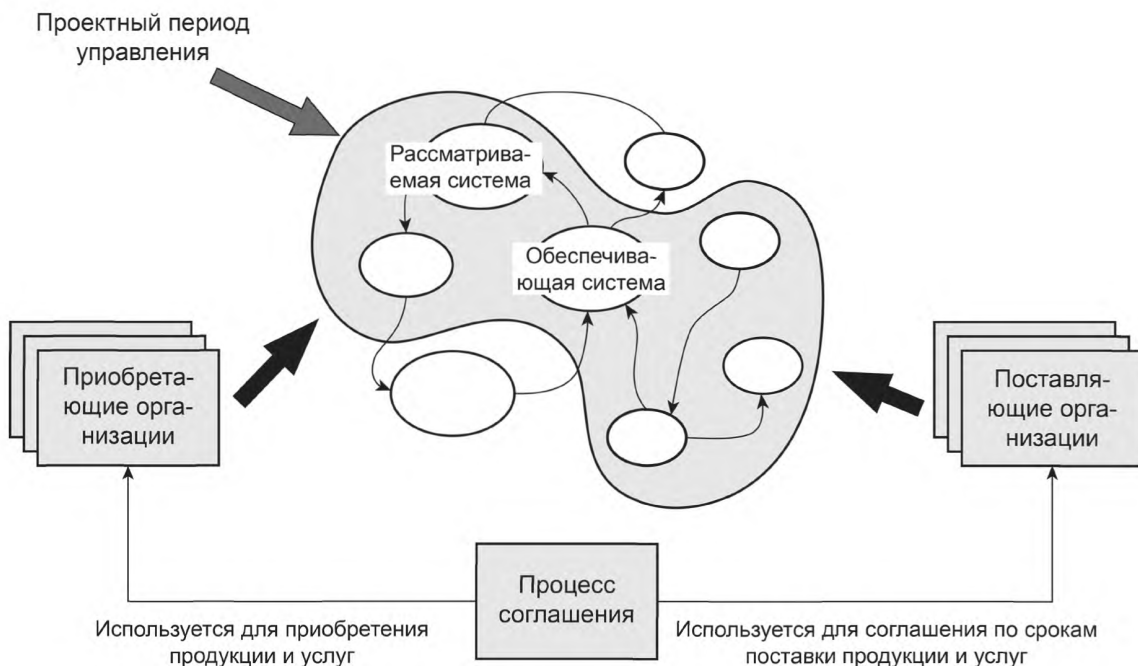 Проектный период
управления
Рассматрива-
емая система
Обеспечива-
ющая система
Приобрета-
ющие орга-
низации
Поставля-
ющие орга-
низации
Процесс
соглашения
Используется для приобретения
продукции и услуг
Используется для соглашения по срокам
поставки продукции и услуг